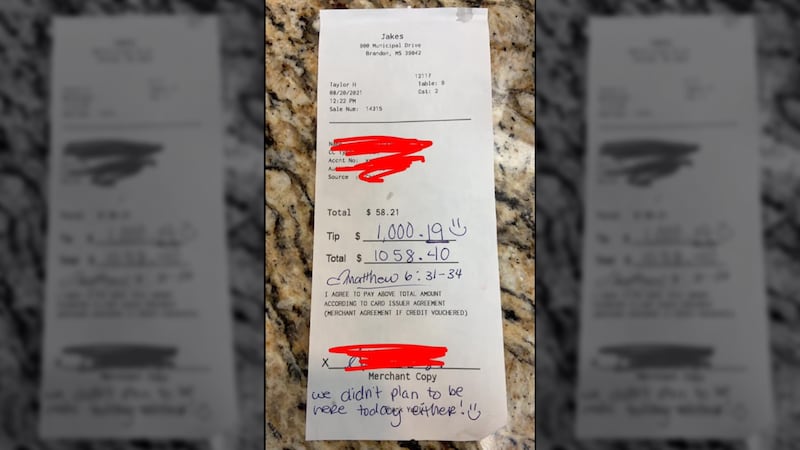 Jakes
900 Municipal Drive
Brandon, MS 39042
12117
Taylor H Table: 8
08/20/2021 Cst: 2
12:22 PM
Sale Num: 14315
Accnt No:
Source
Total $ 58.21
Tip $ 1,000.19
Total $ 1058.40
Matthew 6:31-34
I AGREE TO PAY ABOVE TOTAL AMOUNT
ACCORDING TO CARD ISSUER AGREEMENT
(MERCHANT AGREEMENT IF CREDIT VOUCHERED)
X
Merchant Copy
we didn't plan to be
here today either!